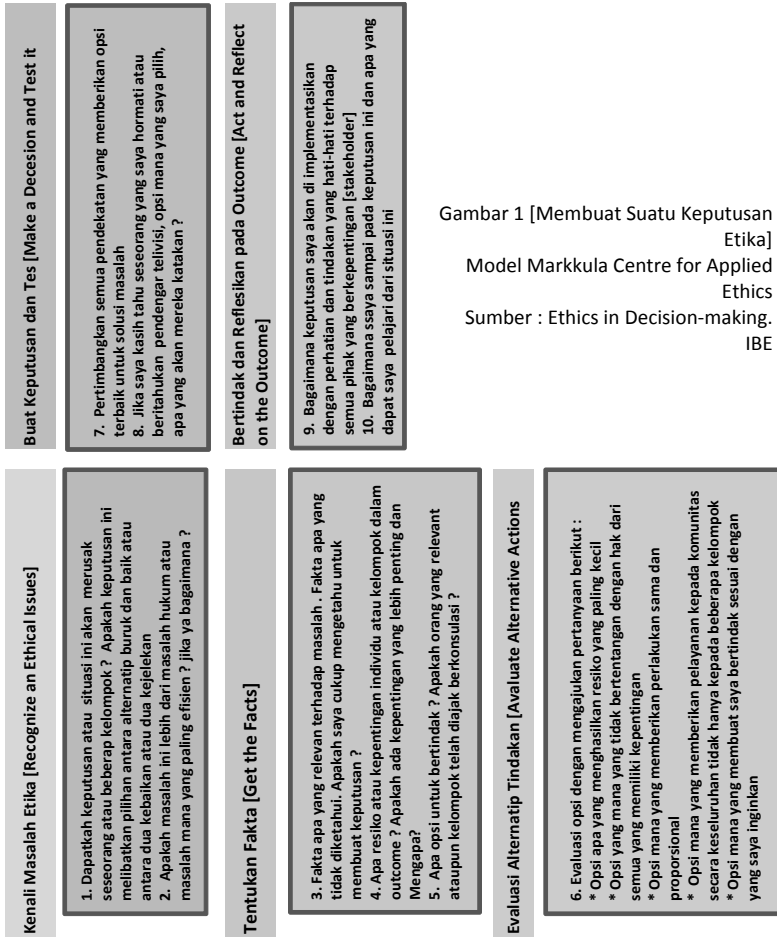 Kenali Masalah Etika [Recognize an Ethical Issues]
1. Dapatkah keputusan atau  situasi ini akan  merusak
seseorang atau beberap kelompok ?  Apakah keputusan ini
melibatkan pilihan antara alternatip buruk dan baik atau
antara dua kebaikan atau dua kejelekan
2.  Apakah masalah ini lebih dari masalah hukum atau
masalah mana yang paling efisien ? jika ya bagaimana ?
Tentukan Fakta [Get the Facts]
3. Fakta apa yang relevan terhadap masalah . Fakta apa yang
tidak diketahui. Apakah saya cukup mengetahu untuk
membuat keputusan ?
4. Apa resiko atau kepentingan individu atau kelompok dalam
outcome ? Apakah ada kepentingan yang lebih penting dan
Mengapa?
5.  Apa opsi untuk bertindak ? Apakah orang yang relevant
ataupun kelompok telah diajak berkonsulasi ?
Evaluasi Alternatip Tindakan [Avaluate Alternative Actions
6. Evaluasi opsi dengan mengajukan pertanyaan berikut :
* Opsi apa yang menghasilkan resiko yang paling kecil
* Opsi yang mana yang tidak bertentangan dengan hak dari
semua yang memiliki kepentingan
* Opsi mana yang memberikan perlakukan sama dan
proporsional
*  Opsi mana yang memberikan pelayanan kepada komunitas
secara keseluruhan tidak hanya kepada beberapa kelompok
* Opsi mana yang membuat saya bertindak sesuai dengan
yang saya inginkan
Buat Keputusan dan Tes [Make a Decesion and Test it
7.  Pertimbangkan semua pendekatan yang memberikan opsi
terbaik untuk solusi masalah
8.  Jika saya kasih tahu seseorang yang saya hormati atau
beritahukan pendengar telivisi, opsi mana yang saya pilih,
apa yang akan mereka katakan ?
Bertindak dan Reflesikan pada Outcome [Act and Reflect
on the Outcome]
9.  Bagaimana keputusan saya akan di implementasikan
dengan perhatian dan tindakan yang hati-hati terhadap
semua pihak yang berkepentingan [stakeholder]
10.  Bagaimana ssaya sampai pada keputusan ini dan apa yang
dapat saya  pelajari dari situasi ini
Gambar 1 [Membuat Suatu Keputusan
Etika]
Model Markkula Centre for Applied
Ethics
Sumber : Ethics in Decision-making.
IBE